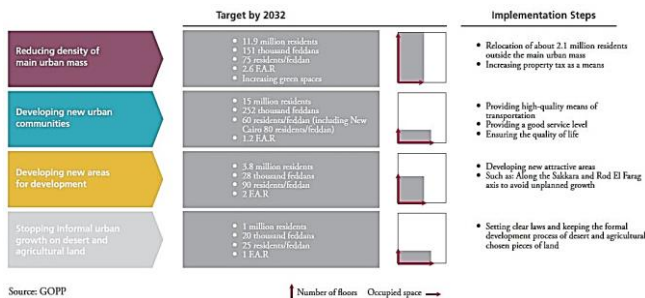 Target by 2032
Implementation Steps
Reducing density of
main urban mass
• 11.9 million residents
• 151 thousand feddans
• 75 residents/feddan
• 2.6 F.A.R
• Increasing green spaces
• Relocation of about 2.1 million residents
outside the main urban mass
• Increasing property tax as a means
Developing new urban
communities
• 15 million residents
• 252 thousand feddans
• 60 residents/feddan (including New
Cairo 80 residents/feddan)
• 1.2 F.A.R
• Providing high-quality means of
transportation
• Providing a good service level
• Ensuring the quality of life
Developing new areas
for development
• 3.8 million residents
• 28 thousand feddans
• 90 residents/feddan
• 2 F.A.R
• Developing new attractive areas
• Such as: Along the Sakkara and Rod El Farag
axis to avoid unplanned growth
Stopping informal urban
growth on desert and
agricultural land
• 1 million residents
• 20 thousand feddans
• 25 residents/feddan
• 1 F.A.R
• Setting clear laws and keeping the formal
development process of desert and agricultural
chosen pieces of land
Source: GOPP
Number of floors Occupied space